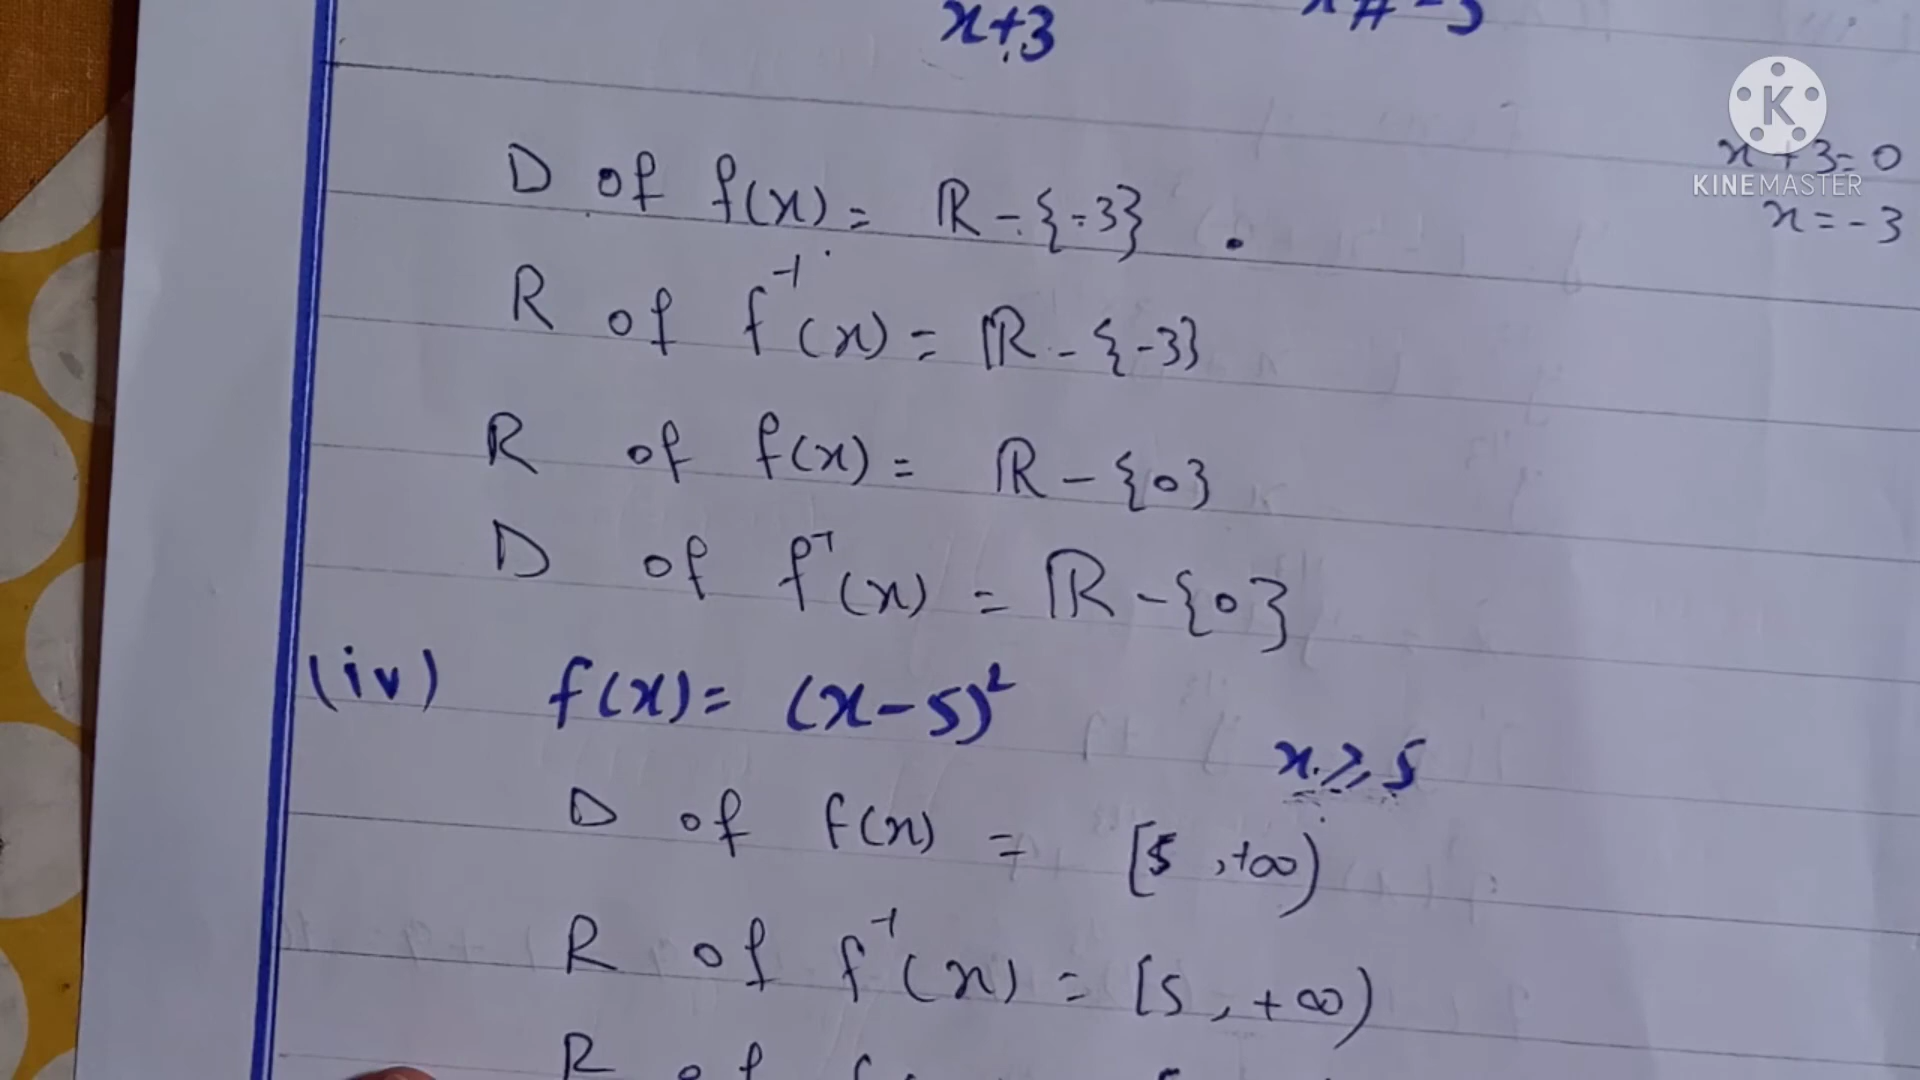 x+3
x+3=0
KINEMASTER
x=-3
D of f(x) = ℝ - {-3}
R of f⁻¹(x) = ℝ - {-3}
R of f(x) = ℝ - {0}
D of f⁻¹(x) = ℝ - {0}
(iv) f(x) = (x-5)²
x ≥ 5
D of f(x) = [5, +∞)
R of f⁻¹(x) = [5, +∞)
R of